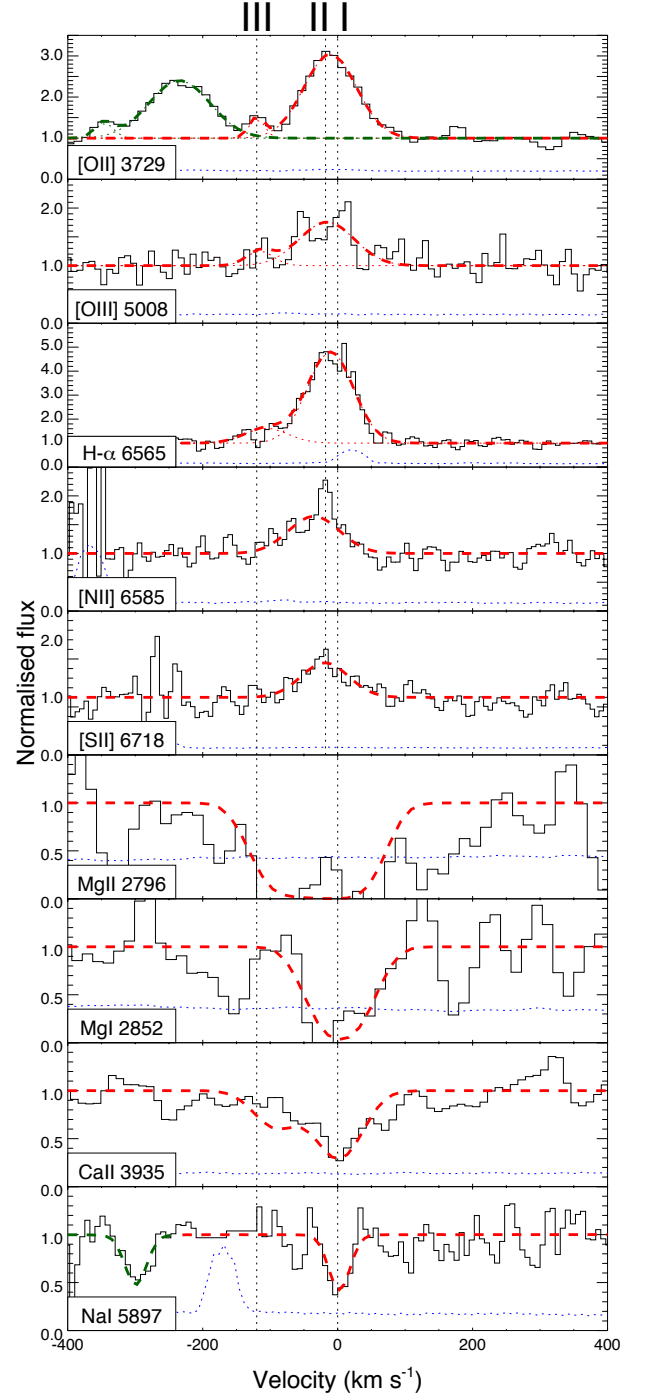 III II I
3.0
2.0
1.0
0.0
[OII] 3729
2.0
1.0
0.0
[OIII] 5008
5.0
4.0
3.0
2.0
1.0
0.0
H-α 6565
2.0
1.0
0.0
[NII] 6585
2.0
1.0
0.0
[SII] 6718
1.0
0.5
0.0
MgII 2796
1.0
0.5
0.0
MgI 2852
1.0
0.5
0.0
CaII 3935
1.0
0.5
0.0
NaI 5897
-400 -200 0 200 400
Velocity (km s⁻¹)
Normalised flux